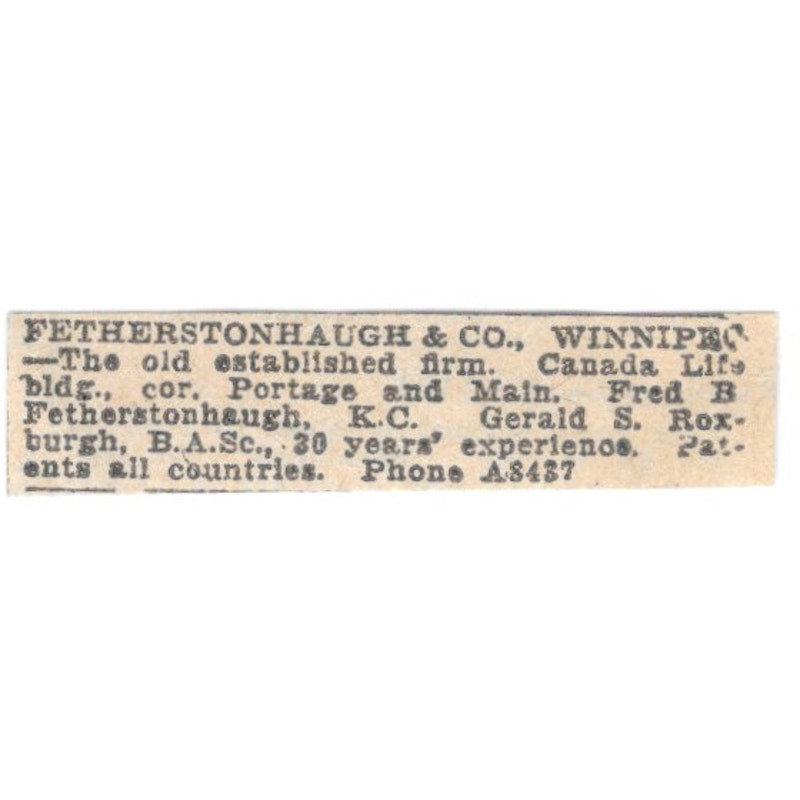 FETHERSTONHAUGH & CO., WINNIPEG
—The old established firm. Canada Life
bldg., cor. Portage and Main. Fred B
Fetherstonhaugh, K.C. Gerald S. Rox-
burgh, B.A.Sc., 30 years' experience. Pat-
ents all countries. Phone A3437